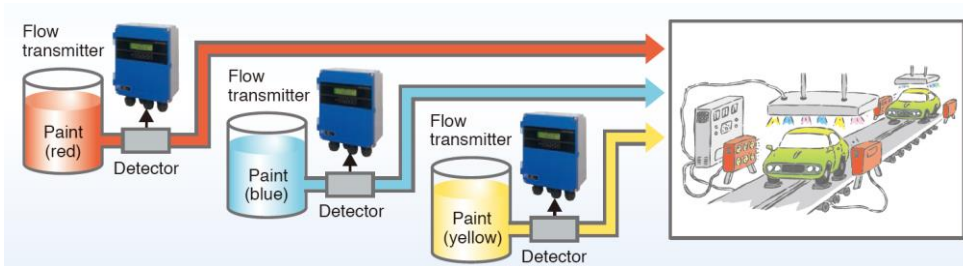 Flow
transmitter
Paint
(red)
Detector
Flow
transmitter
Paint
(blue)
Detector
Flow
transmitter
Paint
(yellow)
Detector